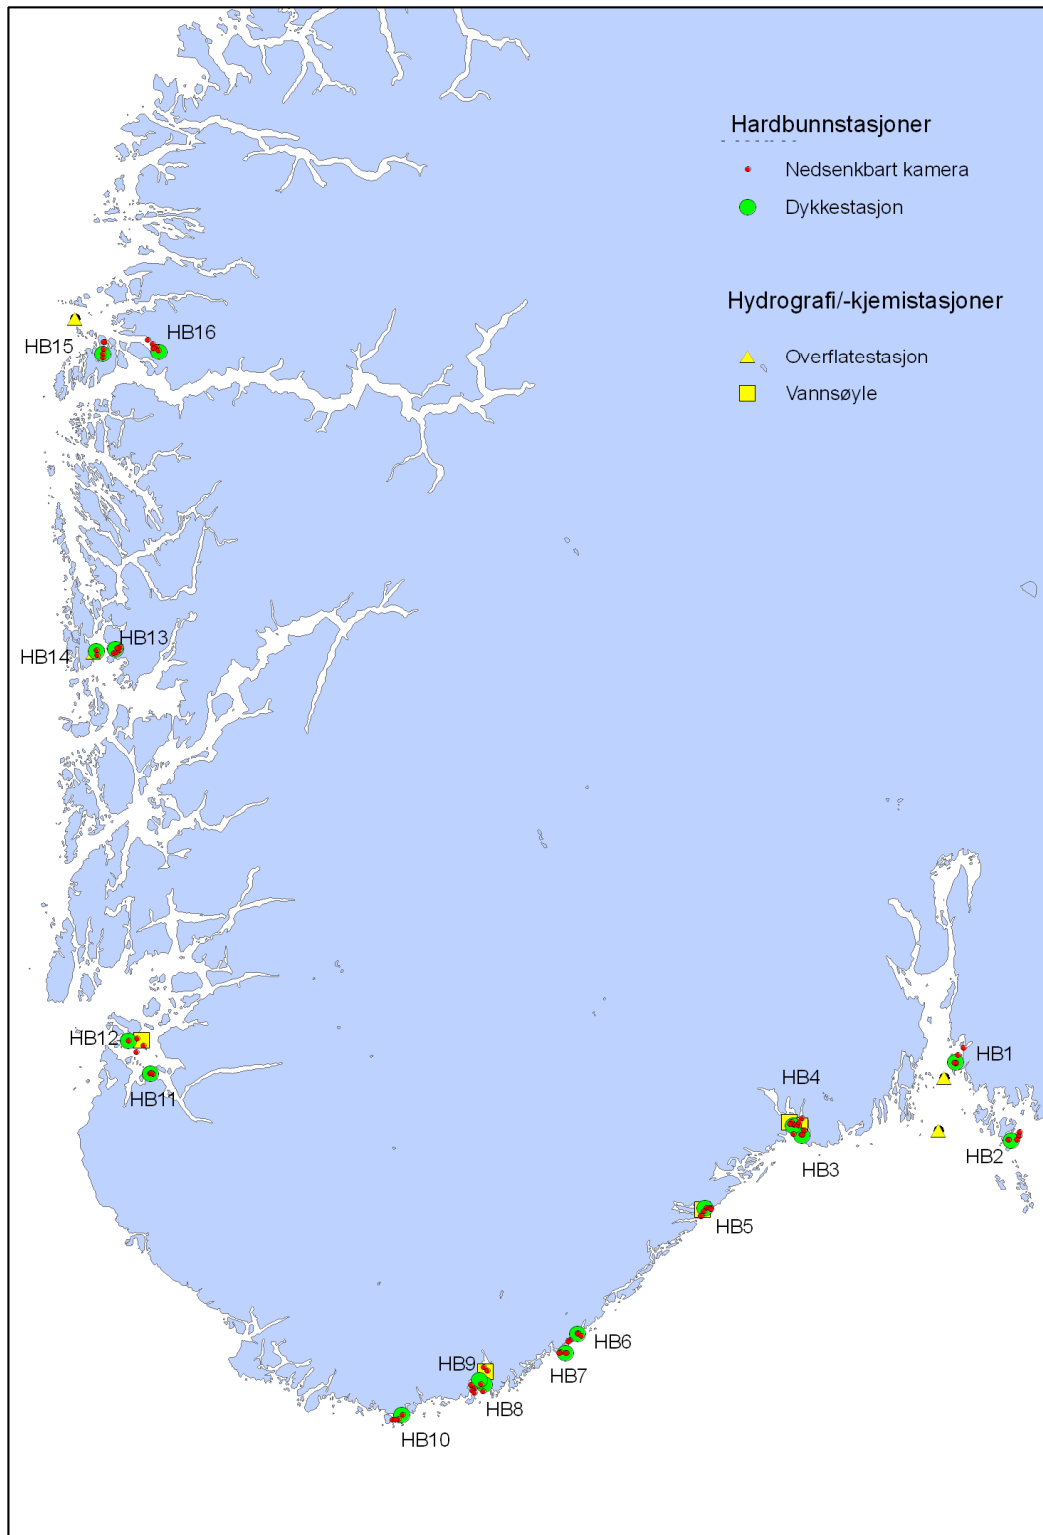 Hardbunnstasjoner
Nedsenkbart kamera
Dykkestasjon
Hydrografi/-kjemistasjoner
Overflatestasjon
Vannsøyle
HB16
HB15
HB13
HB14
HB12
HB11
HB1
HB4
HB3
HB2
HB5
HB6
HB7
HB9
HB8
HB10